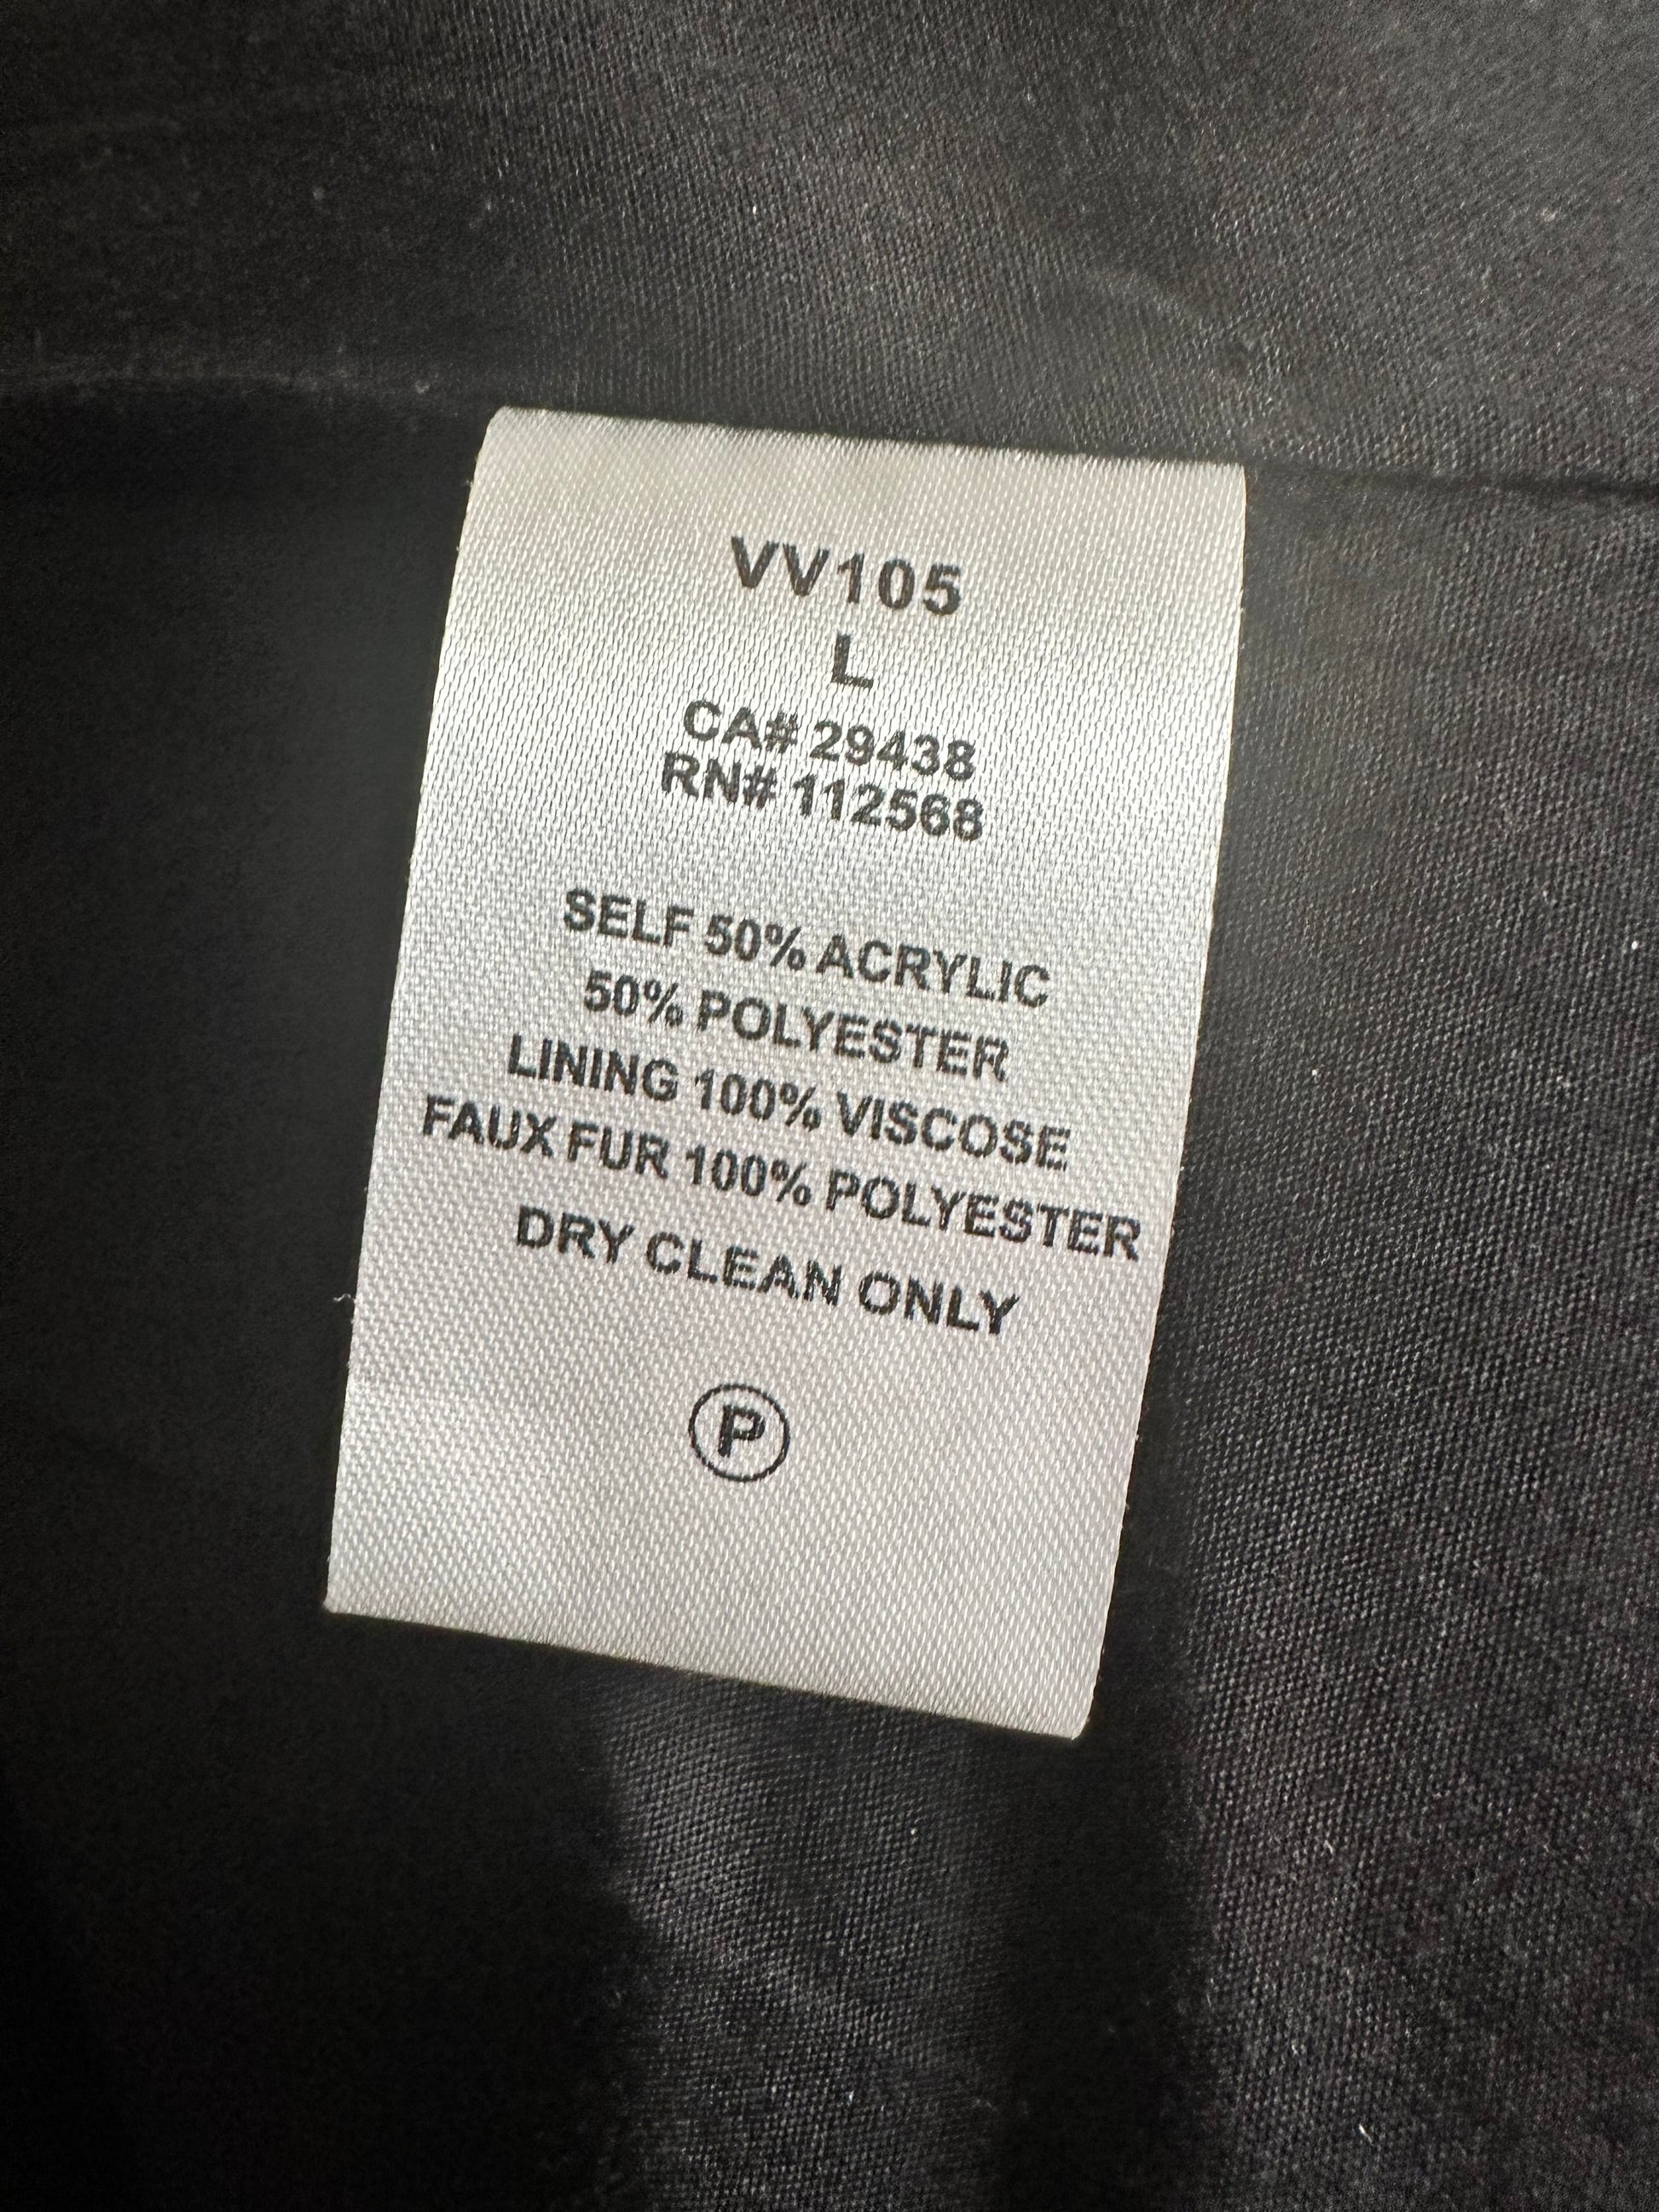 VV105
L
CA# 29438
RN# 112568
SELF 50% ACRYLIC
50% POLYESTER
LINING 100% VISCOSE
FAUX FUR 100% POLYESTER
DRY CLEAN ONLY
P